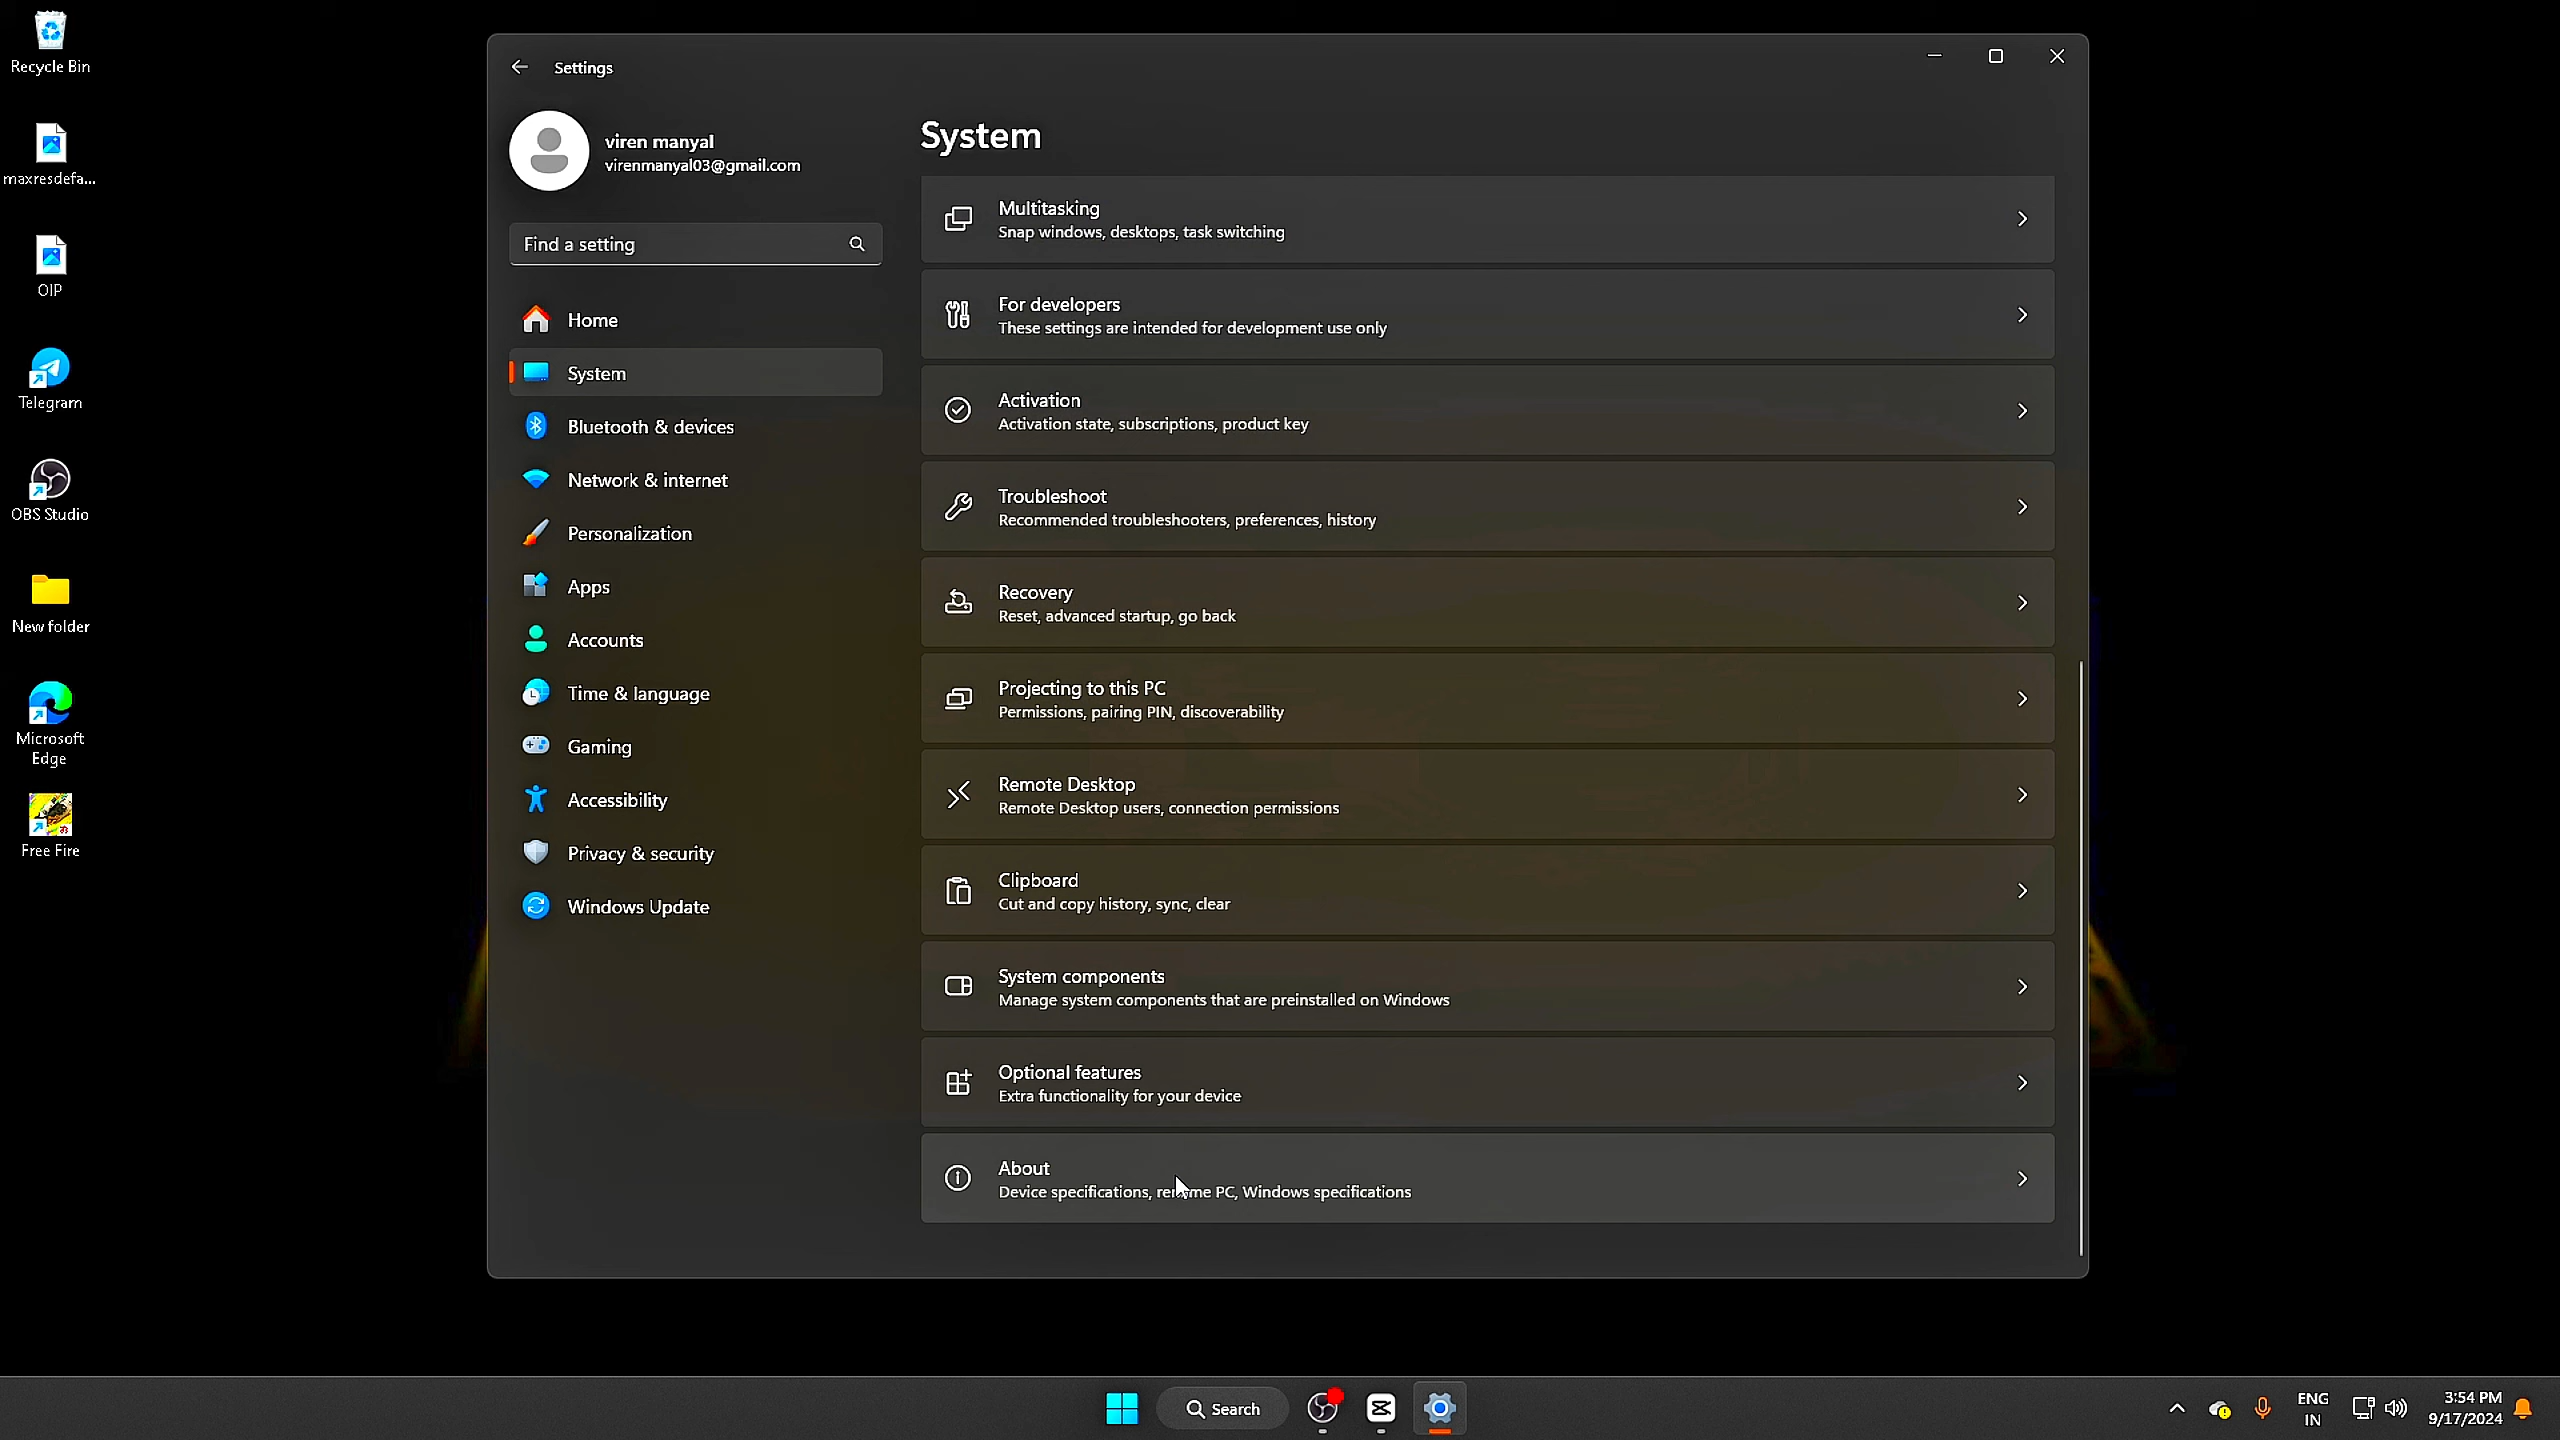 Recycle Bin
maxresdefa...
OIP
Telegram
OBS Studio
New folder
Microsoft
Edge
Free Fire
Settings
viren manyal
virenmanyal03@gmail.com
Find a setting
Home
System
Bluetooth & devices
Network & internet
Personalization
Apps
Accounts
Time & language
Gaming
Accessibility
Privacy & security
Windows Update
System
Multitasking
Snap windows, desktops, task switching
For developers
These settings are intended for development use only
Activation
Activation state, subscriptions, product key
Troubleshoot
Recommended troubleshooters, preferences, history
Recovery
Reset, advanced startup, go back
Projecting to this PC
Permissions, pairing PIN, discoverability
Remote Desktop
Remote Desktop users, connection permissions
Clipboard
Cut and copy history, sync, clear
System components
Manage system components that are preinstalled on Windows
Optional features
Extra functionality for your device
About
Device specifications, rename PC, Windows specifications
Search
ENG
IN
3:54 PM
9/17/2024